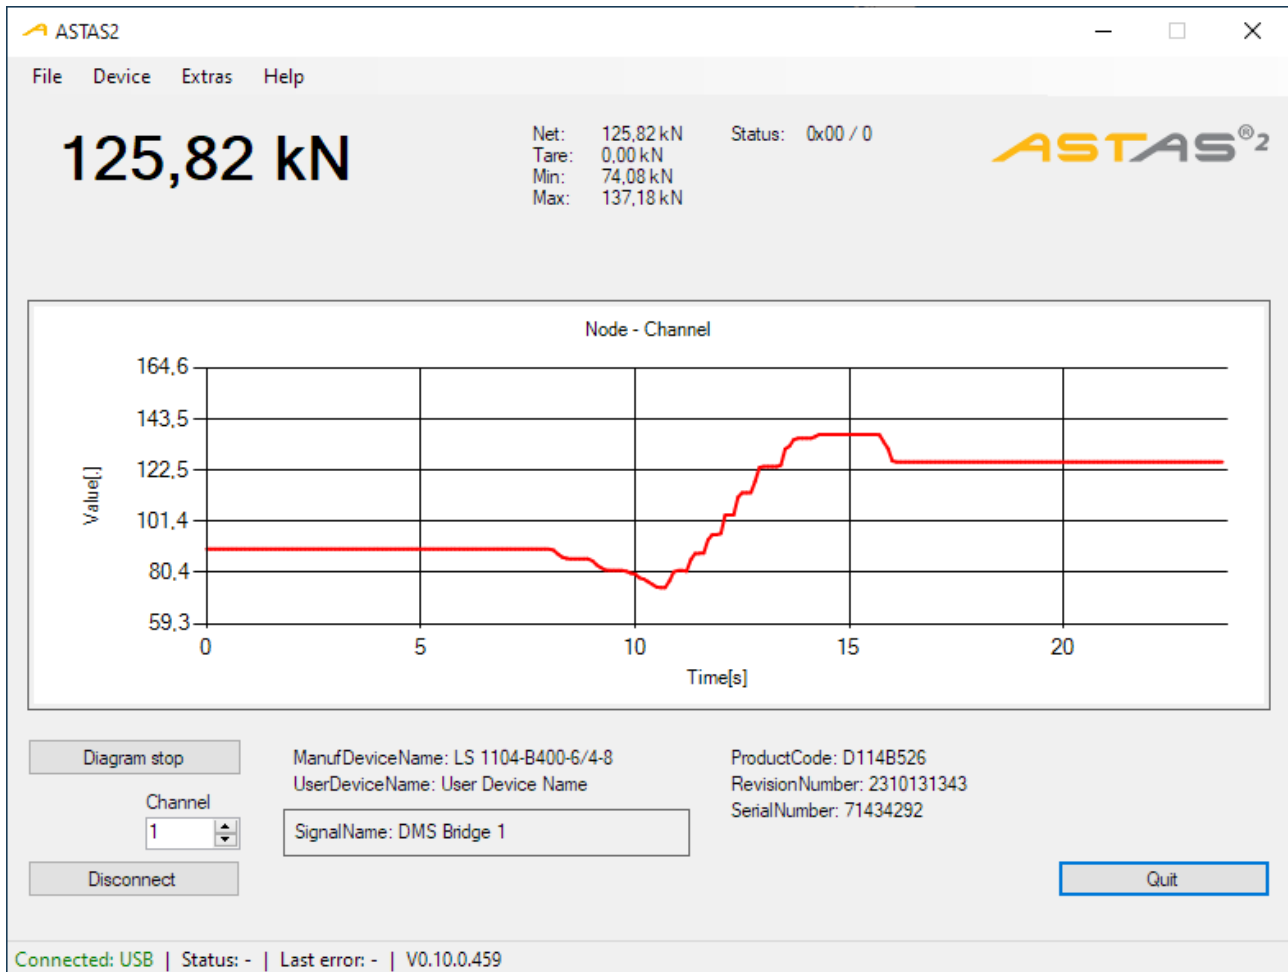 ASTAS2
File Device Extras Help
125,82 kN
Net: 125,82 kN
Tare: 0,00 kN
Min: 74,08 kN
Max: 137,18 kN
Status: 0x00 / 0
ASTAS®2
Node - Channel
164,6
143,5
122,5
101,4
80,4
59,3
Value[.]
0 5 10 15 20
Time[s]
Diagram stop
Channel
1
Disconnect
ManufDeviceName: LS 1104-B400-6/4-8
UserDeviceName: User Device Name
SignalName: DMS Bridge 1
ProductCode: D114B526
RevisionNumber: 2310131343
SerialNumber: 71434292
Quit
Connected: USB | Status: - | Last error: - | V0.10.0.459